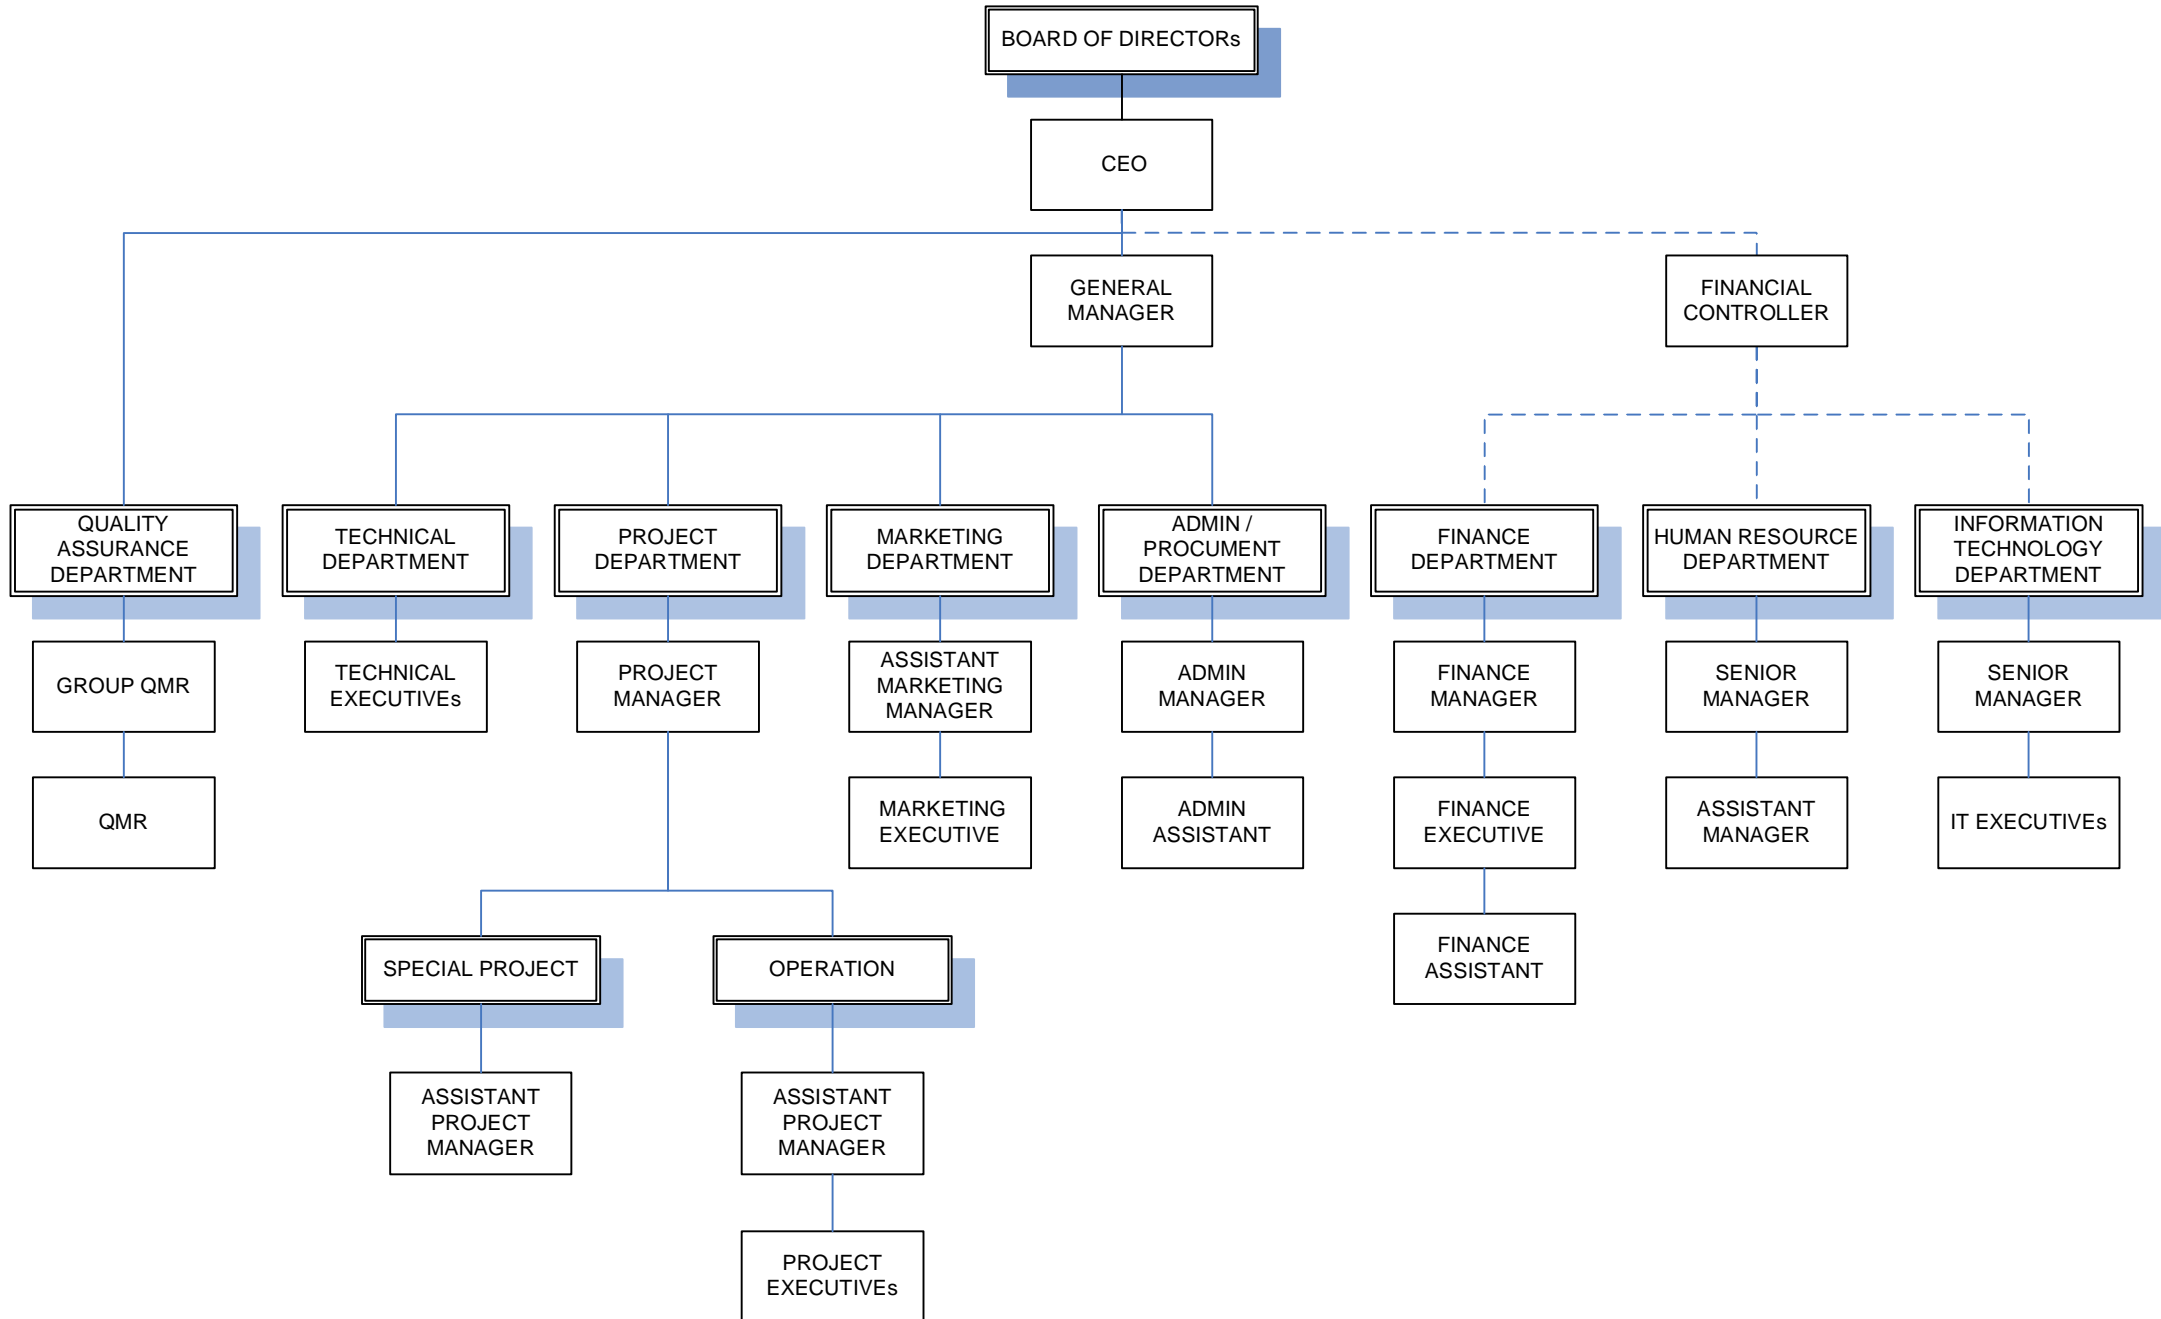 BOARD OF DIRECTORs
CEO
GENERAL
MANAGER
FINANCIAL
CONTROLLER
QUALITY
ASSURANCE
DEPARTMENT
TECHNICAL
DEPARTMENT
PROJECT
DEPARTMENT
MARKETING
DEPARTMENT
ADMIN /
PROCUMENT
DEPARTMENT
FINANCE
DEPARTMENT
HUMAN RESOURCE
DEPARTMENT
INFORMATION
TECHNOLOGY
DEPARTMENT
GROUP QMR
TECHNICAL
EXECUTIVEs
PROJECT
MANAGER
ASSISTANT
MARKETING
MANAGER
ADMIN
MANAGER
FINANCE
MANAGER
SENIOR
MANAGER
SENIOR
MANAGER
QMR
MARKETING
EXECUTIVE
ADMIN
ASSISTANT
FINANCE
EXECUTIVE
ASSISTANT
MANAGER
IT EXECUTIVEs
SPECIAL PROJECT
OPERATION
FINANCE
ASSISTANT
ASSISTANT
PROJECT
MANAGER
ASSISTANT
PROJECT
MANAGER
PROJECT
EXECUTIVEs